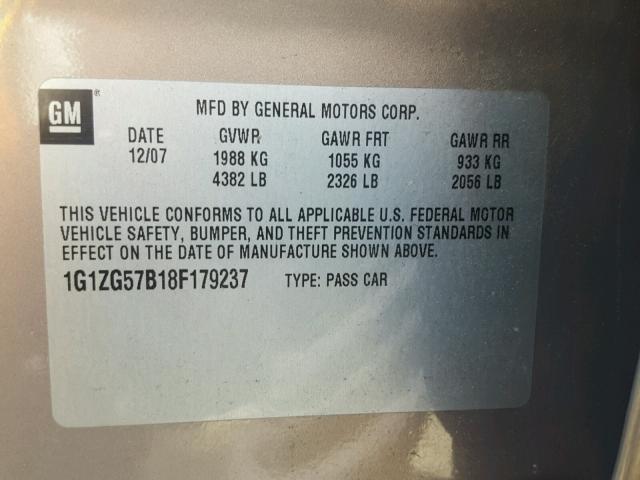 GM ®
MFD BY GENERAL MOTORS CORP.
DATE GVWR GAWR FRT GAWR RR
12/07 1988 KG 1055 KG 933 KG
4382 LB 2326 LB 2056 LB
THIS VEHICLE CONFORMS TO ALL APPLICABLE U.S. FEDERAL MOTOR
VEHICLE SAFETY, BUMPER, AND THEFT PREVENTION STANDARDS IN
EFFECT ON THE DATE OF MANUFACTURE SHOWN ABOVE.
1G1ZG57B18F179237 TYPE: PASS CAR